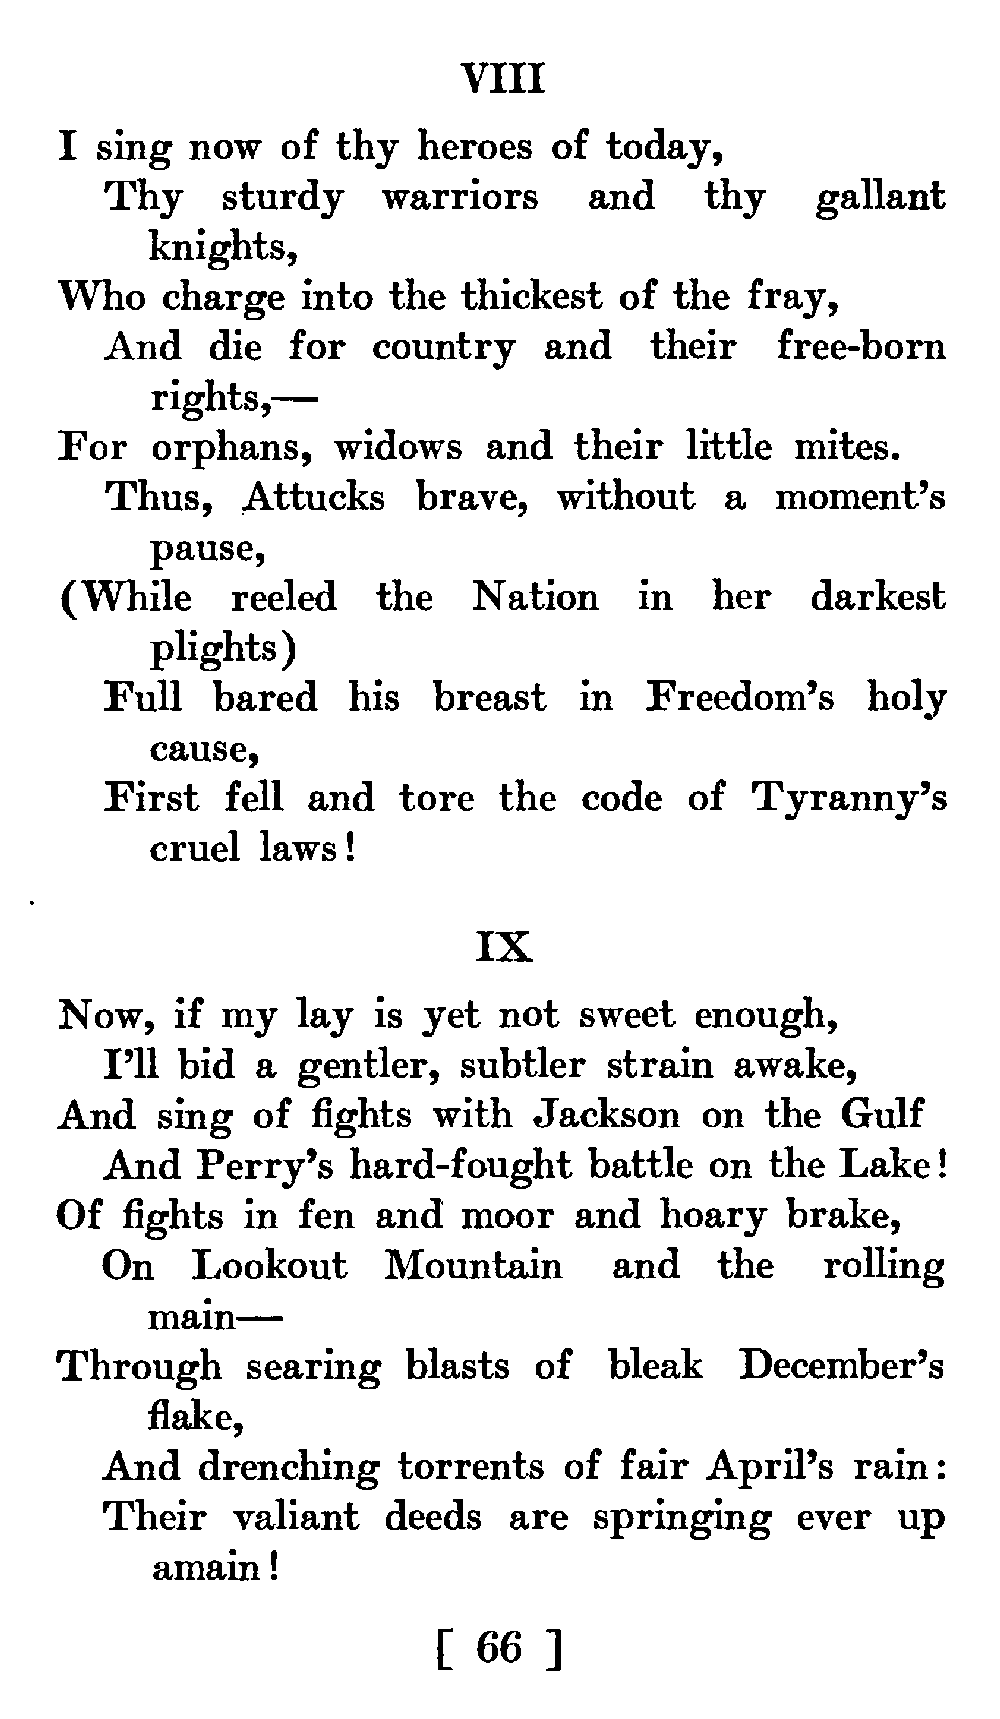 VIII
I sing now of thy heroes of today,
Thy sturdy warriors and thy gallant
knights,
Who charge into the thickest of the fray,
And die for country and their free-born
rights,—
For orphans, widows and their little mites.
Thus, Attucks brave, without a moment's
pause,
(While reeled the Nation in her darkest
plights)
Full bared his breast in Freedom's holy
cause,
First fell and tore the code of Tyranny's
cruel laws!
IX
Now, if my lay is yet not sweet enough,
I'll bid a gentler, subtler strain awake,
And sing of fights with Jackson on the Gulf
And Perry's hard-fought battle on the Lake!
Of fights in fen and moor and hoary brake,
On Lookout Mountain and the rolling
main—
Through searing blasts of bleak December's
flake,
And drenching torrents of fair April's rain:
Their valiant deeds are springing ever up
amain!
[ 66 ]